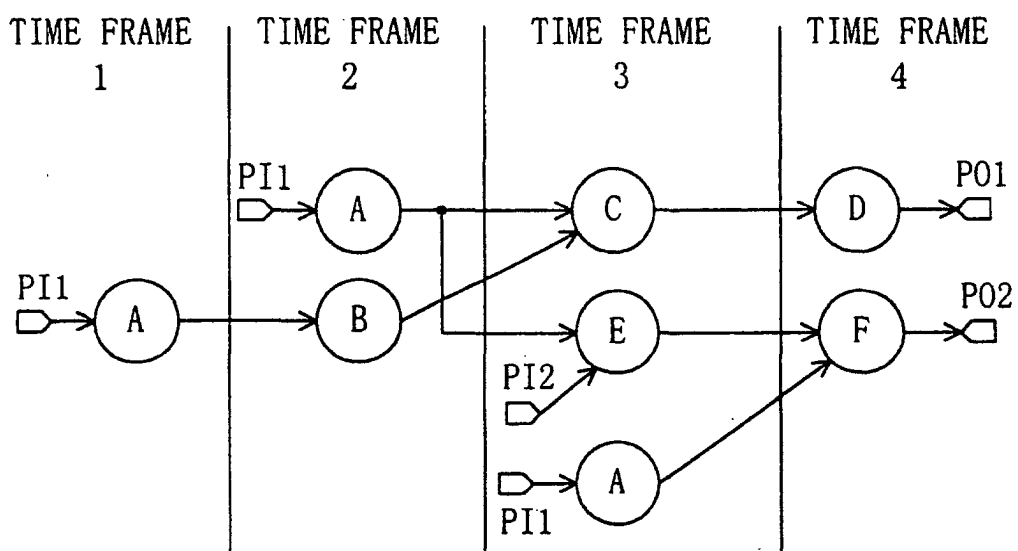 TIME FRAME 1
TIME FRAME 2
TIME FRAME 3
TIME FRAME 4
PI1
A
C
D
PO1
PI1
A
B
E
F
PO2
PI2
A
PI1